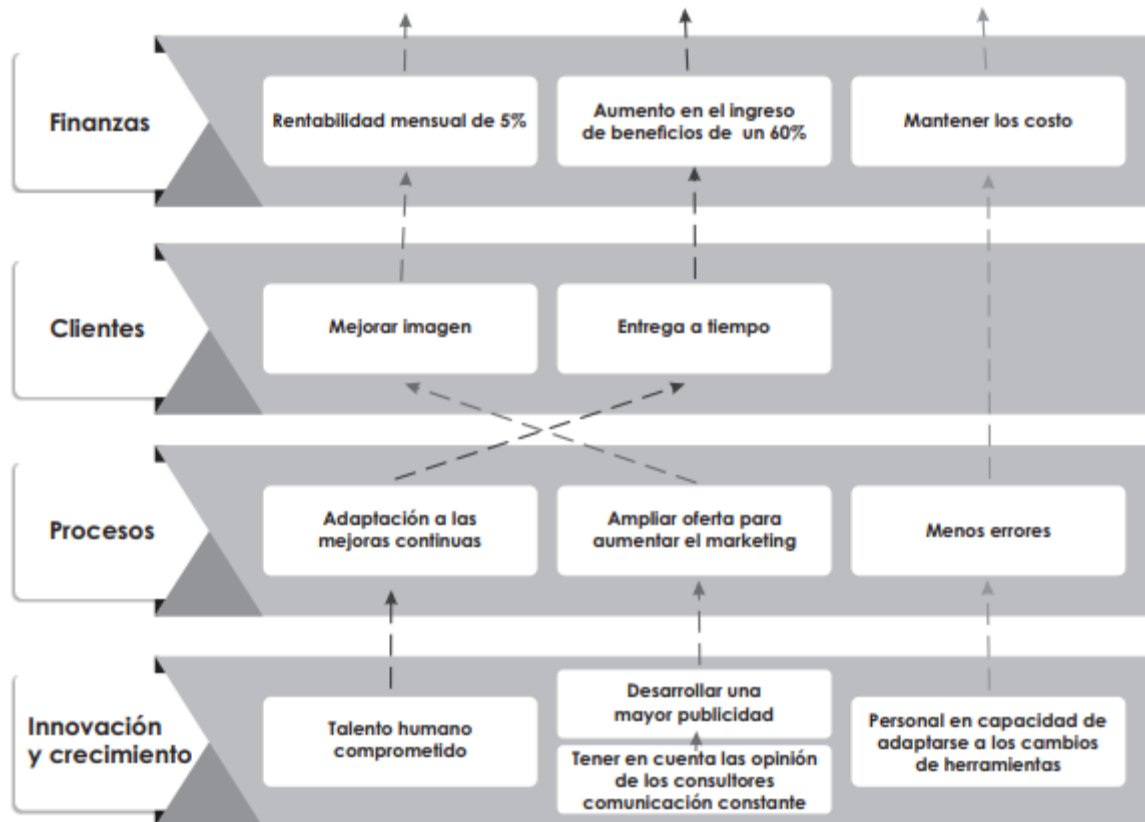 Finanzas
Rentabilidad mensual de 5%
Aumento en el ingreso
de beneficios de un 60%
Mantener los costo
Clientes
Mejorar imagen
Entrega a tiempo
Procesos
Adaptación a las
mejoras continuas
Ampliar oferta para
aumentar el marketing
Menos errores
Innovación
y crecimiento
Talento humano
comprometido
Desarrollar una
mayor publicidad
Tener en cuenta las opinión
de los consultores
comunicación constante
Personal en capacidad de
adaptarse a los cambios
de herramientas